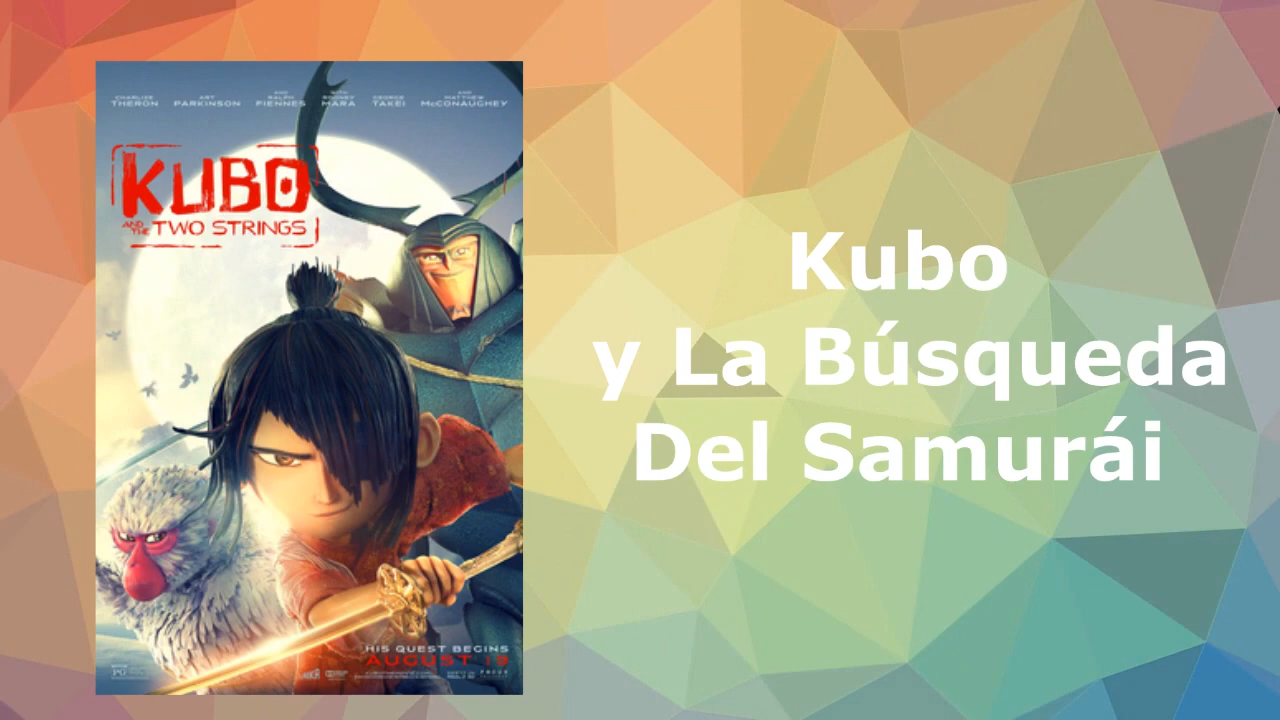 CHARLIZE THERON ART PARKINSON AND RALPH FIENNES WITH ROONEY MARA GEORGE TAKEI AND MATTHEW McCONAUGHEY
KUBO
AND THE TWO STRINGS
Kubo
y La Búsqueda
Del Samurái
HIS QUEST BEGINS
AUGUST 19
PG